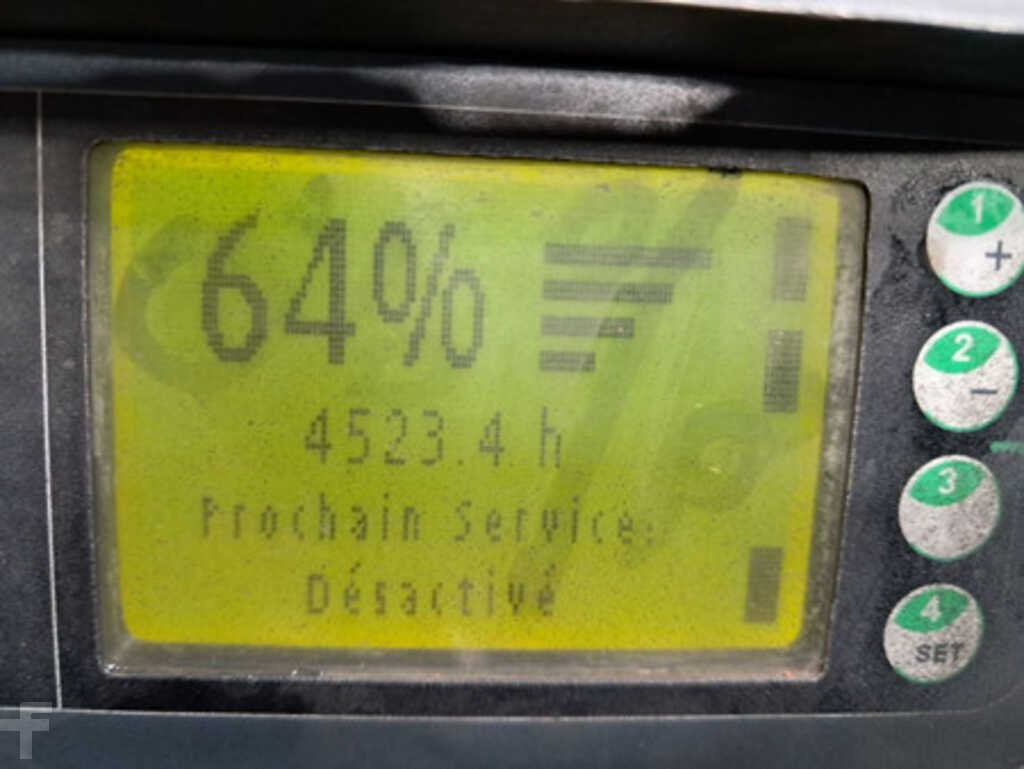 64%
4523.4 h
Prochain Service:
Désactivé
1
+
2
-
3
4
SET